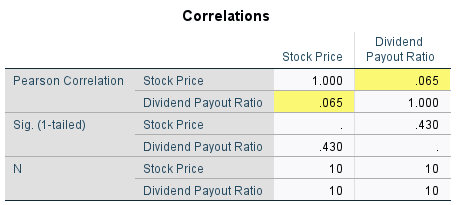 Correlations
Stock Price Dividend Payout Ratio
Pearson Correlation Stock Price 1.000 .065
Dividend Payout Ratio .065 1.000
Sig. (1-tailed) Stock Price . .430
Dividend Payout Ratio .430 .
N Stock Price 10 10
Dividend Payout Ratio 10 10